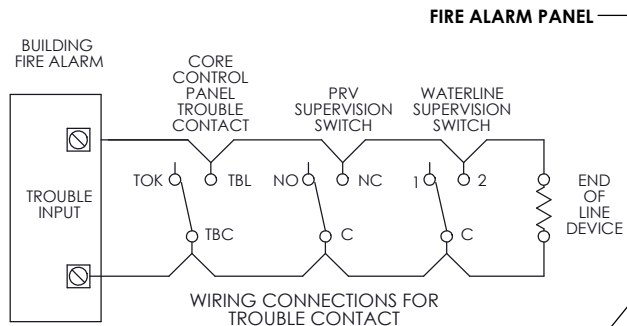 FIRE ALARM PANEL
BUILDING
FIRE ALARM
CORE
CONTROL
PANEL
TROUBLE
CONTACT
PRV
SUPERVISION
SWITCH
WATERLINE
SUPERVISION
SWITCH
TROUBLE
INPUT
TOK
TBL
NO
NC
1
2
END
OF
LINE
DEVICE
TBC
C
C
WIRING CONNECTIONS FOR
TROUBLE CONTACT